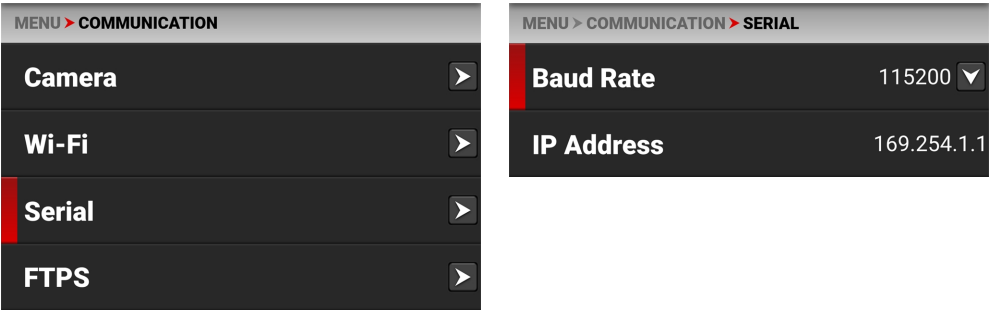 MENU > COMMUNICATION
Camera
Wi-Fi
Serial
FTPS
MENU > COMMUNICATION > SERIAL
Baud Rate 115200
IP Address 169.254.1.1